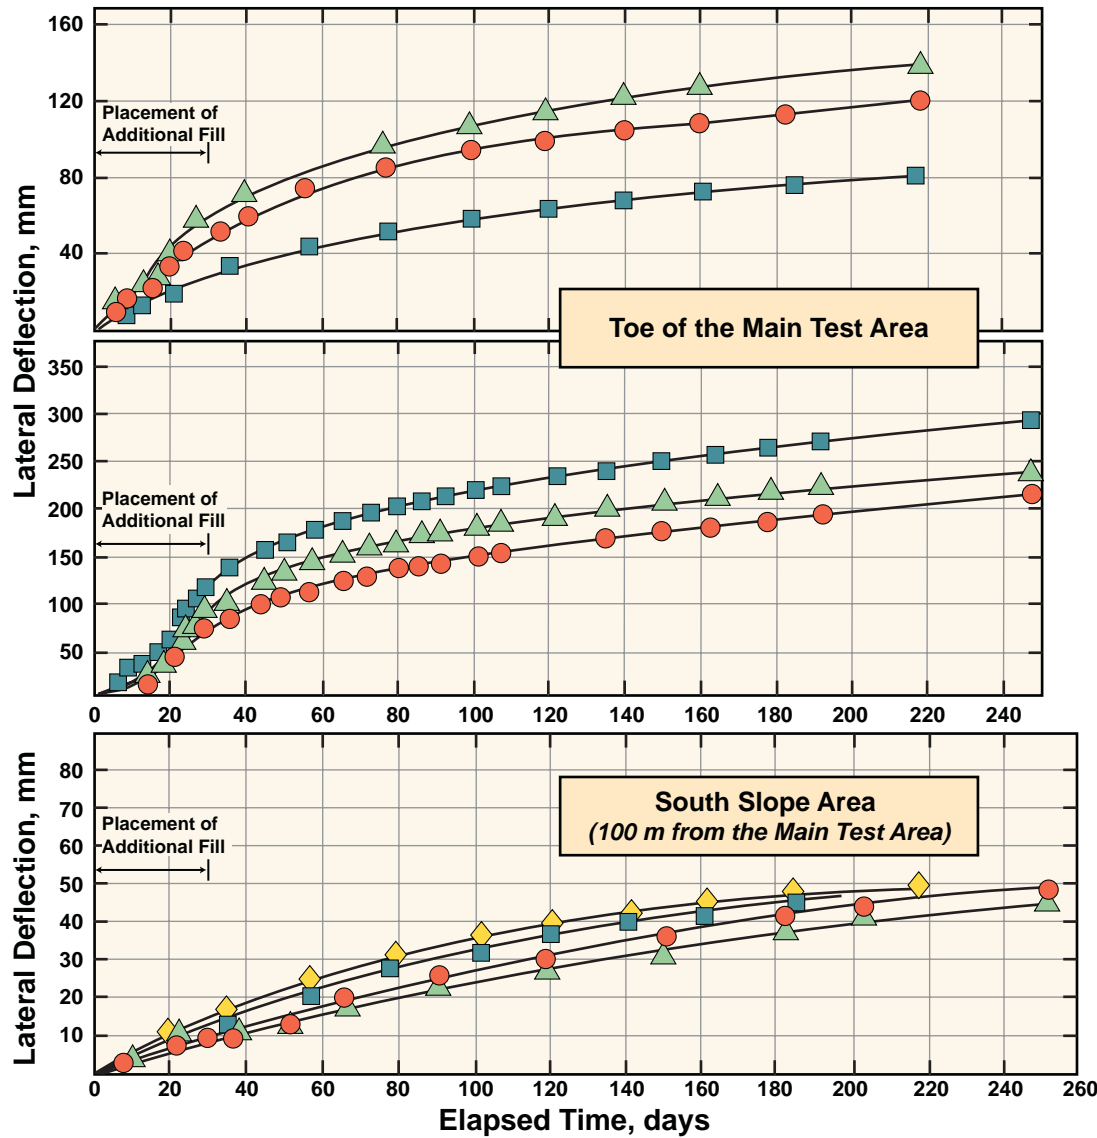 160
120
80
40
Placement of
Additional Fill
Lateral Deflection, mm
Toe of the Main Test Area
350
300
250
200
150
100
50
Placement of
Additional Fill
0 20 40 60 80 100 120 140 160 180 200 220 240
80
70
60
50
40
30
20
10
Placement of
Additional Fill
Lateral Deflection, mm
South Slope Area
(100 m from the Main Test Area)
0 20 40 60 80 100 120 140 160 180 200 220 240 260
Elapsed Time, days